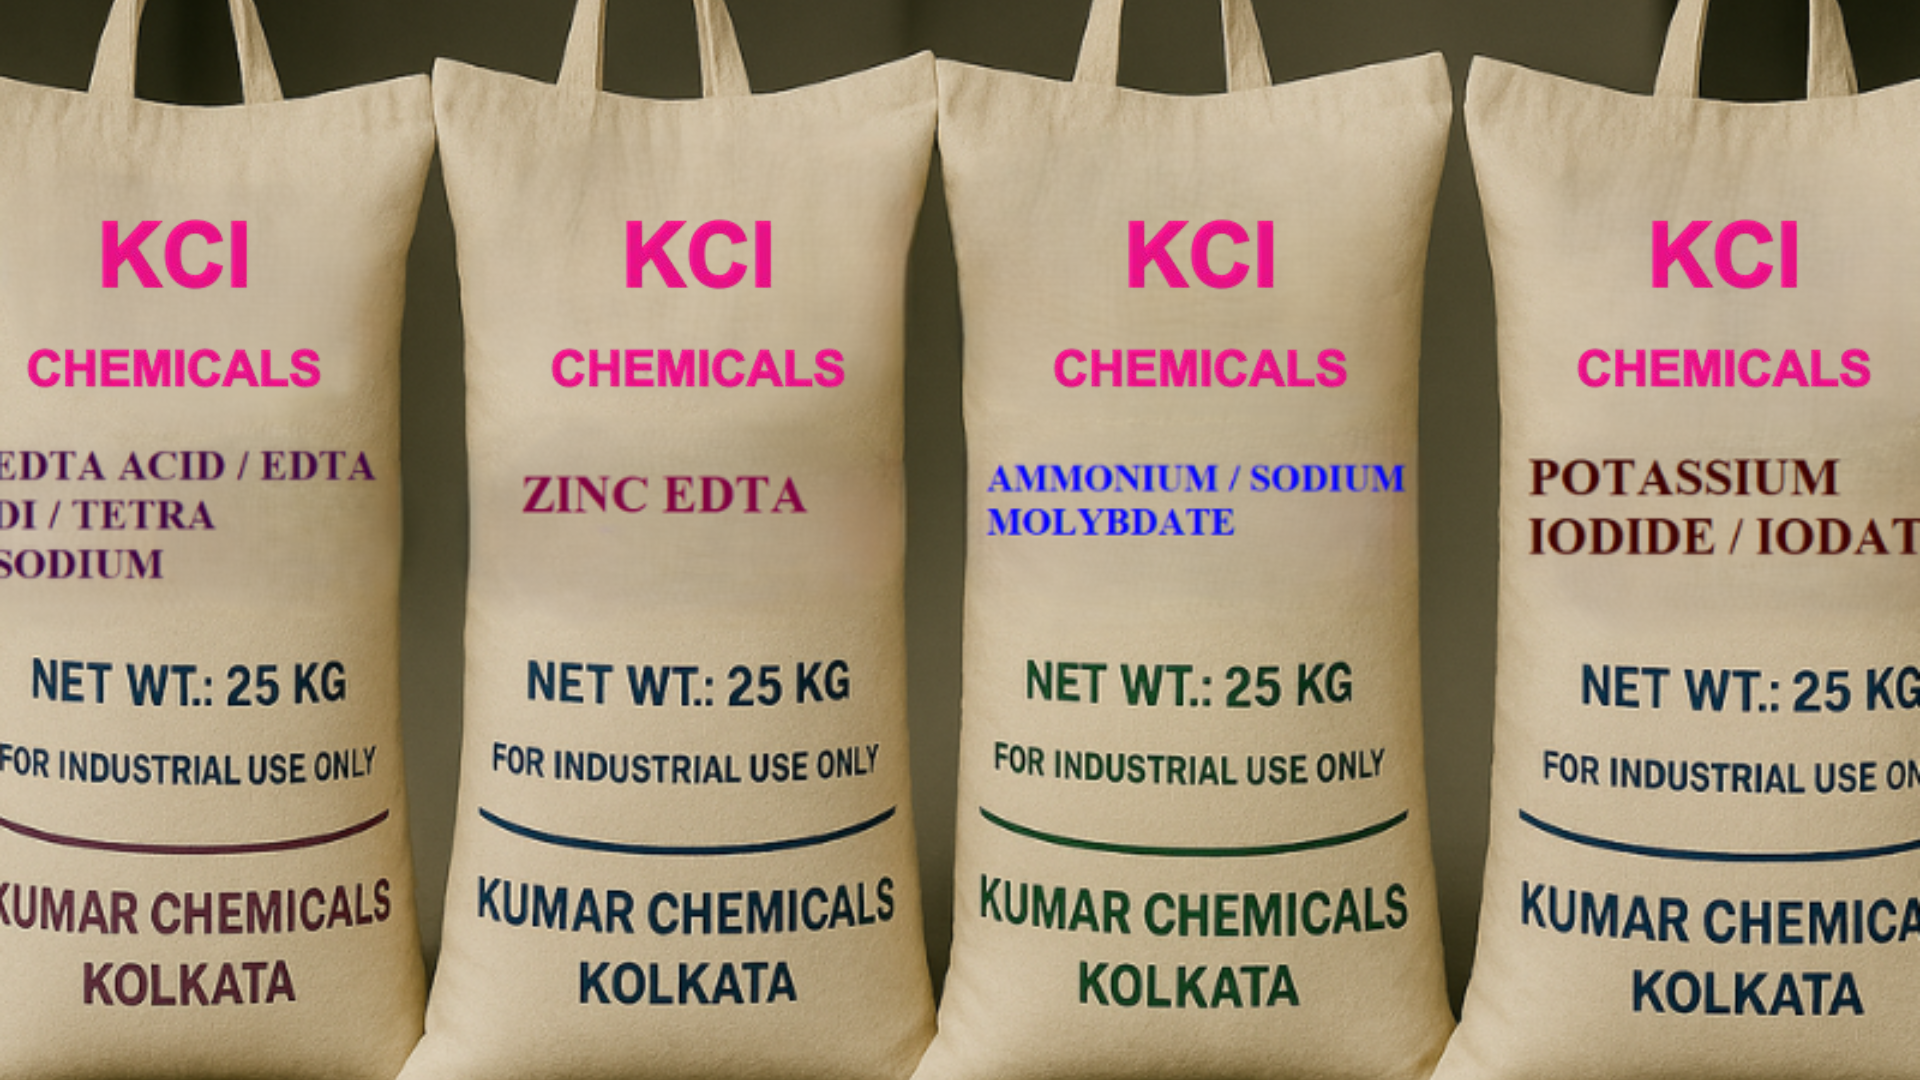 KCI
CHEMICALS
EDTA ACID / EDTA
DI / TETRA
SODIUM
NET WT.: 25 KG
FOR INDUSTRIAL USE ONLY
KUMAR CHEMICALS
KOLKATA
KCI
CHEMICALS
ZINC EDTA
NET WT.: 25 KG
FOR INDUSTRIAL USE ONLY
KUMAR CHEMICALS
KOLKATA
KCI
CHEMICALS
AMMONIUM / SODIUM
MOLYBDATE
NET WT.: 25 KG
FOR INDUSTRIAL USE ONLY
KUMAR CHEMICALS
KOLKATA
KCI
CHEMICALS
POTASSIUM
IODIDE / IODAT
NET WT.: 25 KG
FOR INDUSTRIAL USE ON
KUMAR CHEMICA
KOLKATA